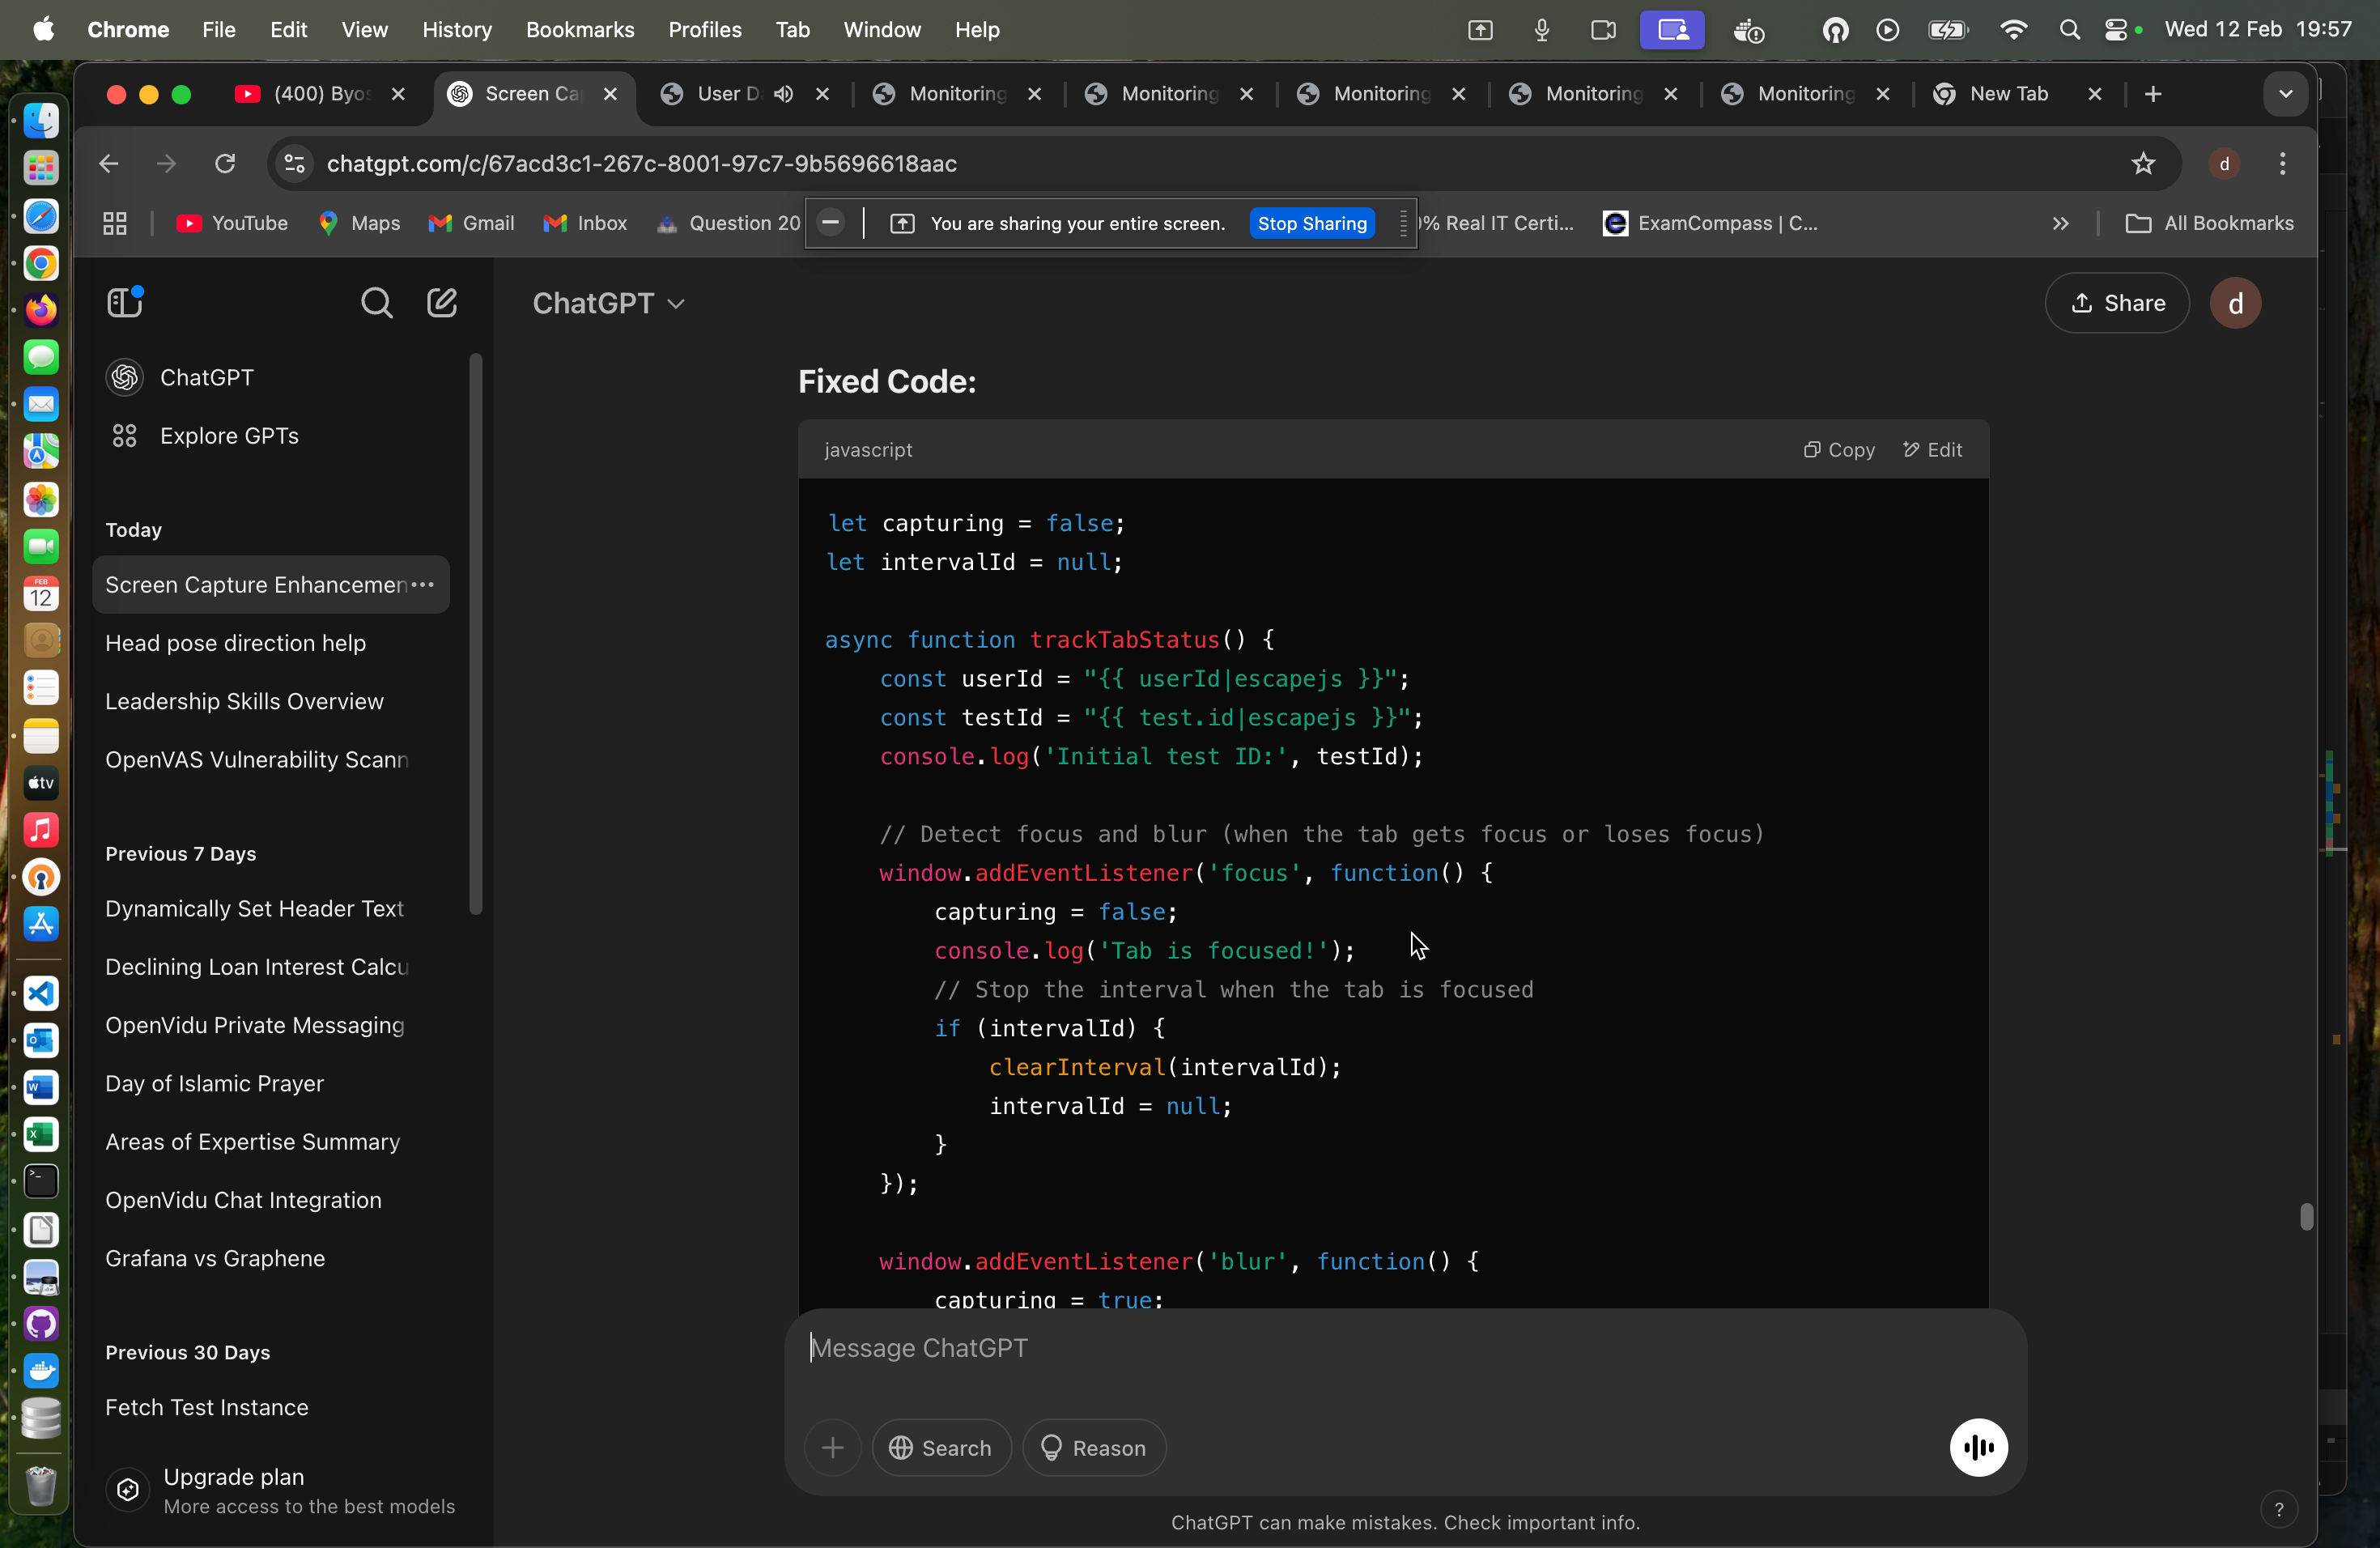 Chrome File Edit View History Bookmarks Profiles Tab Window Help Wed 12 Feb 19:57
(400) Byos Screen Ca User D Monitoring Monitoring Monitoring Monitoring Monitoring New Tab
chatgpt.com/c/67acd3c1-267c-8001-97c7-9b5696618aac d
YouTube Maps Gmail Inbox Question 20 You are sharing your entire screen. Stop Sharing % Real IT Certi... ExamCompass | C... All Bookmarks
ChatGPT Share d
ChatGPT
Explore GPTs
Today
Screen Capture Enhancemen
Head pose direction help
Leadership Skills Overview
OpenVAS Vulnerability Scann
Previous 7 Days
Dynamically Set Header Text
Declining Loan Interest Calcu
OpenVidu Private Messaging
Day of Islamic Prayer
Areas of Expertise Summary
OpenVidu Chat Integration
Grafana vs Graphene
Previous 30 Days
Fetch Test Instance
Upgrade plan
More access to the best models
Fixed Code:
javascript Copy Edit
let capturing = false;
let intervalId = null;
async function trackTabStatus() {
const userId = "{{ userId|escapejs }}";
const testId = "{{ test.id|escapejs }}";
console.log('Initial test ID:', testId);
// Detect focus and blur (when the tab gets focus or loses focus)
window.addEventListener('focus', function() {
capturing = false;
console.log('Tab is focused!');
// Stop the interval when the tab is focused
if (intervalId) {
clearInterval(intervalId);
intervalId = null;
}
});
window.addEventListener('blur', function() {
capturing = true;
Message ChatGPT
Search Reason
ChatGPT can make mistakes. Check important info.
?
FEB
12
tv